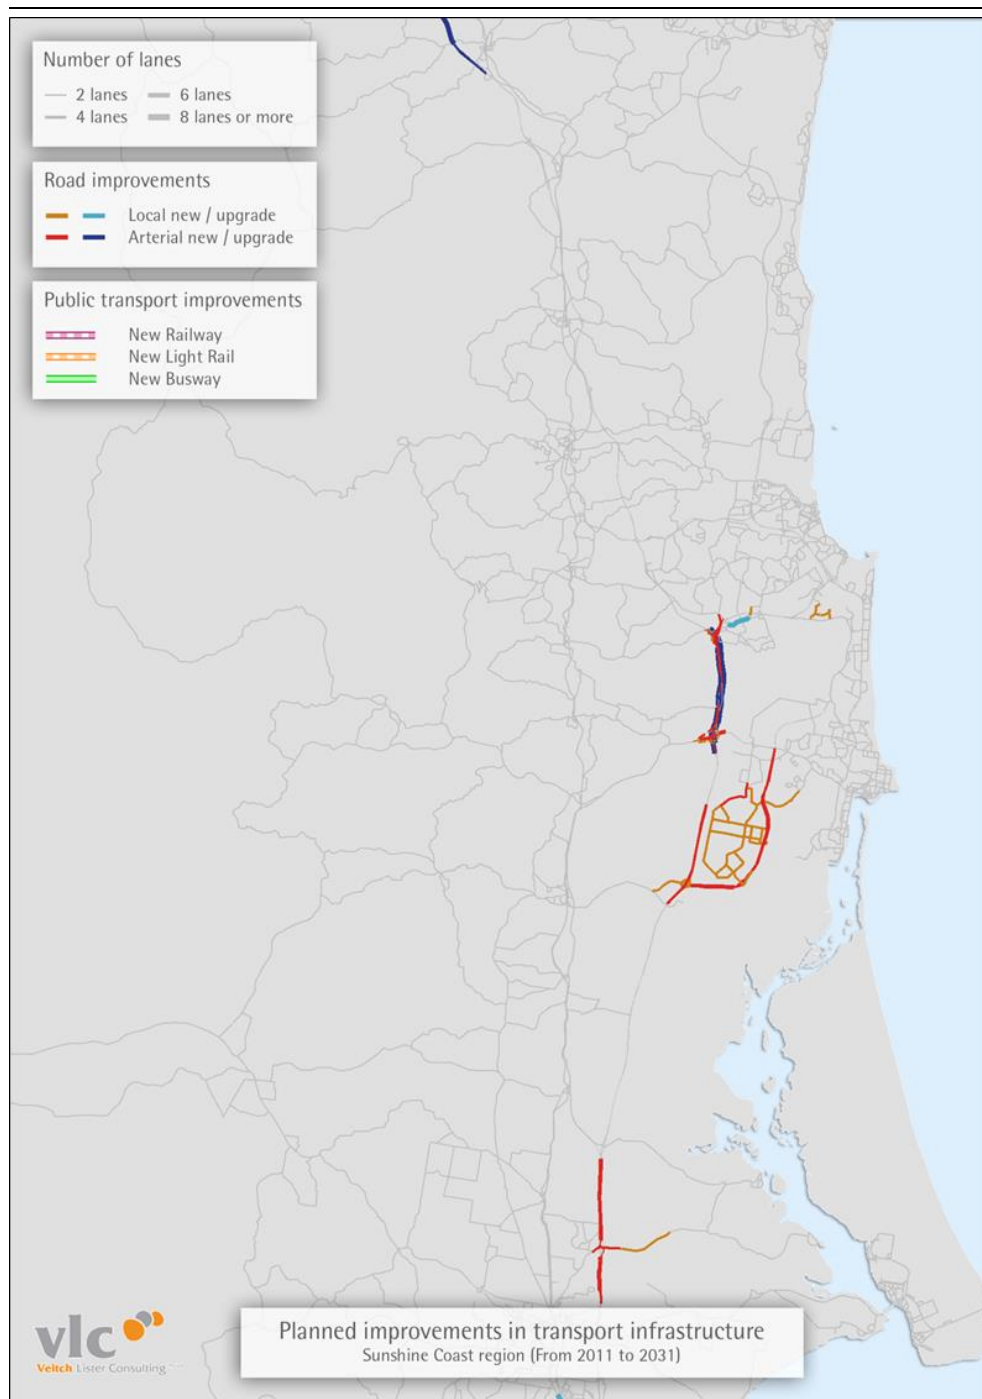 Number of lanes
2 lanes 6 lanes
4 lanes 8 lanes or more
Road improvements
Local new / upgrade
Arterial new / upgrade
Public transport improvements
New Railway
New Light Rail
New Busway
vlc
Veitch Lister Consulting
Planned improvements in transport infrastructure
Sunshine Coast region (From 2011 to 2031)